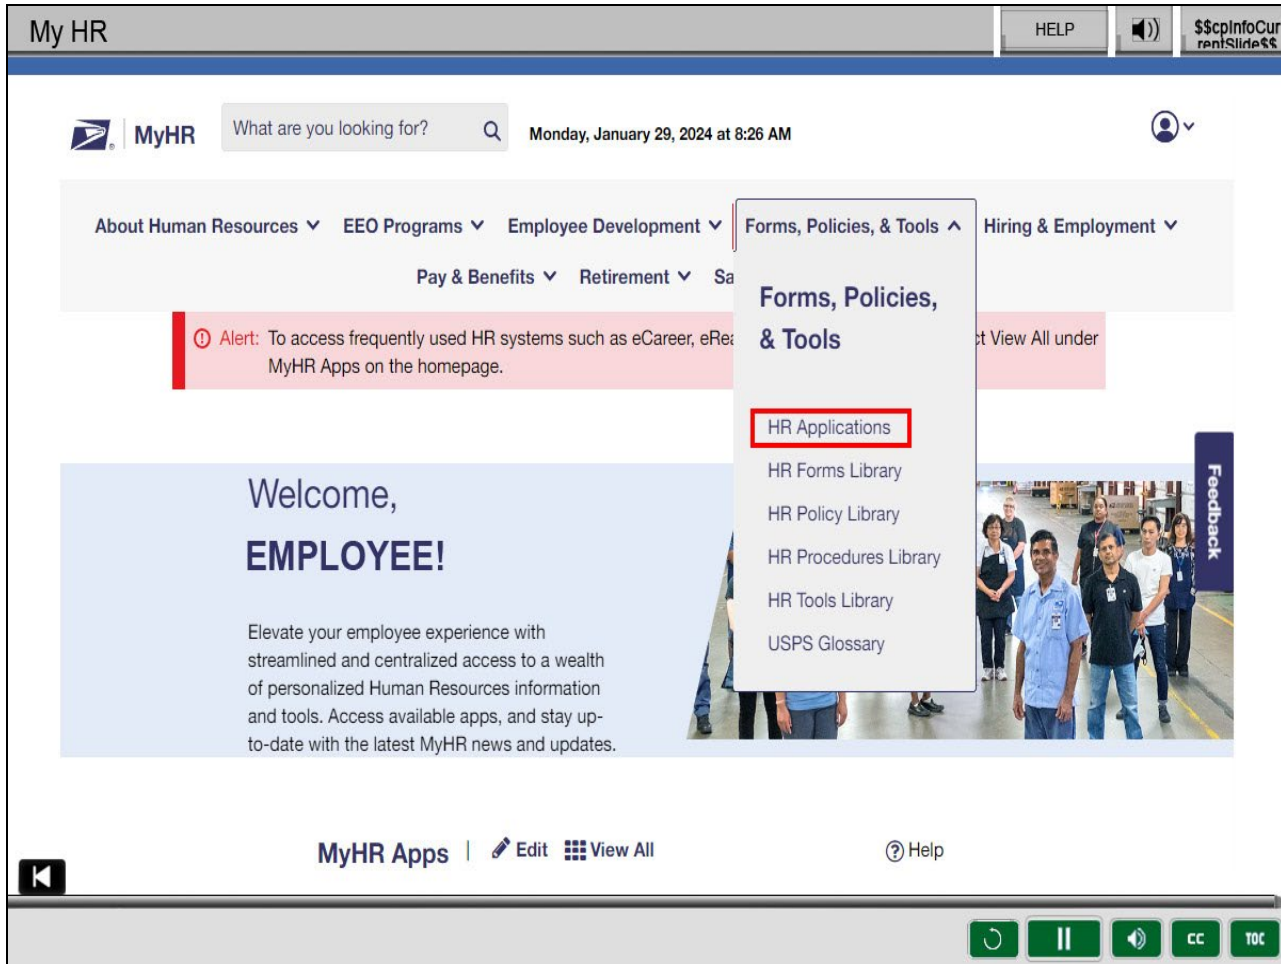 My HR
HELP
$$cpInfoCur
rentSlide$$
MyHR
What are you looking for?
Monday, January 29, 2024 at 8:26 AM
About Human Resources
EEO Programs
Employee Development
Forms, Policies, & Tools
Hiring & Employment
Pay & Benefits
Retirement
Sa
Forms, Policies,
& Tools
Alert: To access frequently used HR systems such as eCareer, eRea
ct View All under
MyHR Apps on the homepage.
HR Applications
HR Forms Library
HR Policy Library
HR Procedures Library
HR Tools Library
USPS Glossary
Feedback
Welcome,
EMPLOYEE!
Elevate your employee experience with
streamlined and centralized access to a wealth
of personalized Human Resources information
and tools. Access available apps, and stay up-
to-date with the latest MyHR news and updates.
MyHR Apps | Edit View All
Help
CC
TOC